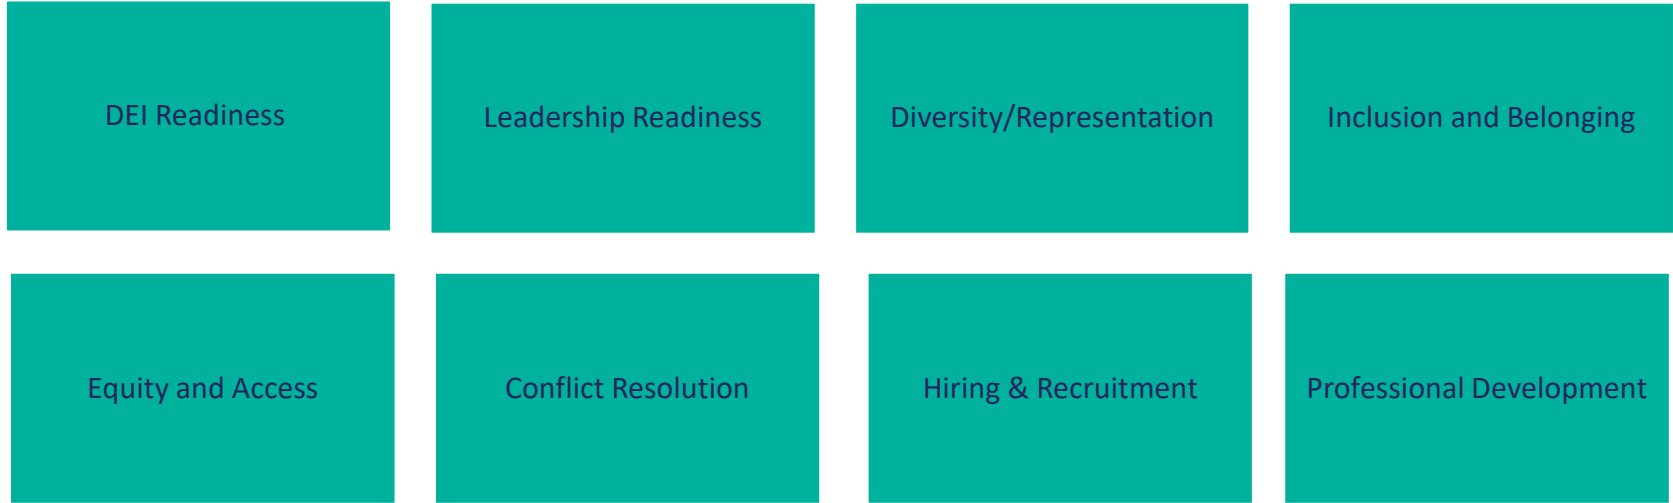 DEI Readiness
Leadership Readiness
Diversity/Representation
Inclusion and Belonging
Equity and Access
Conflict Resolution
Hiring & Recruitment
Professional Development